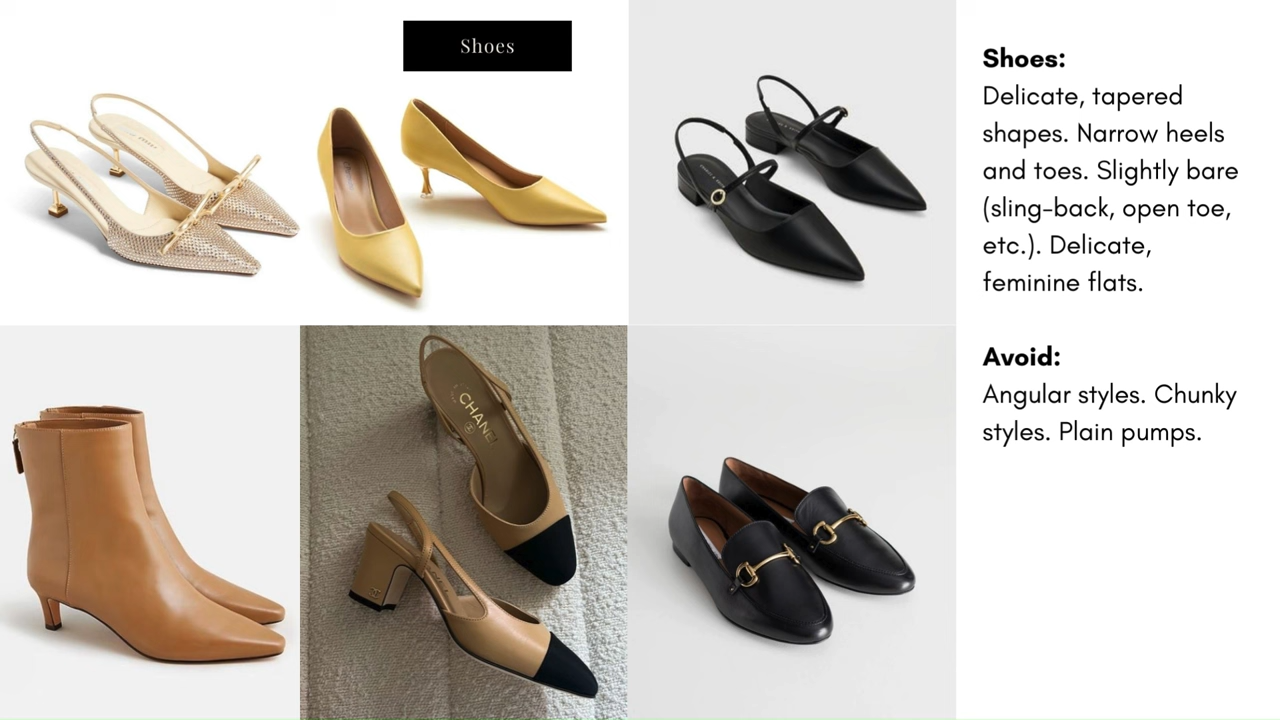 Shoes
Shoes:
Delicate, tapered
shapes. Narrow heels
and toes. Slightly bare
(sling-back, open toe,
etc.). Delicate,
feminine flats.
Avoid:
Angular styles. Chunky
styles. Plain pumps.
CHANEL